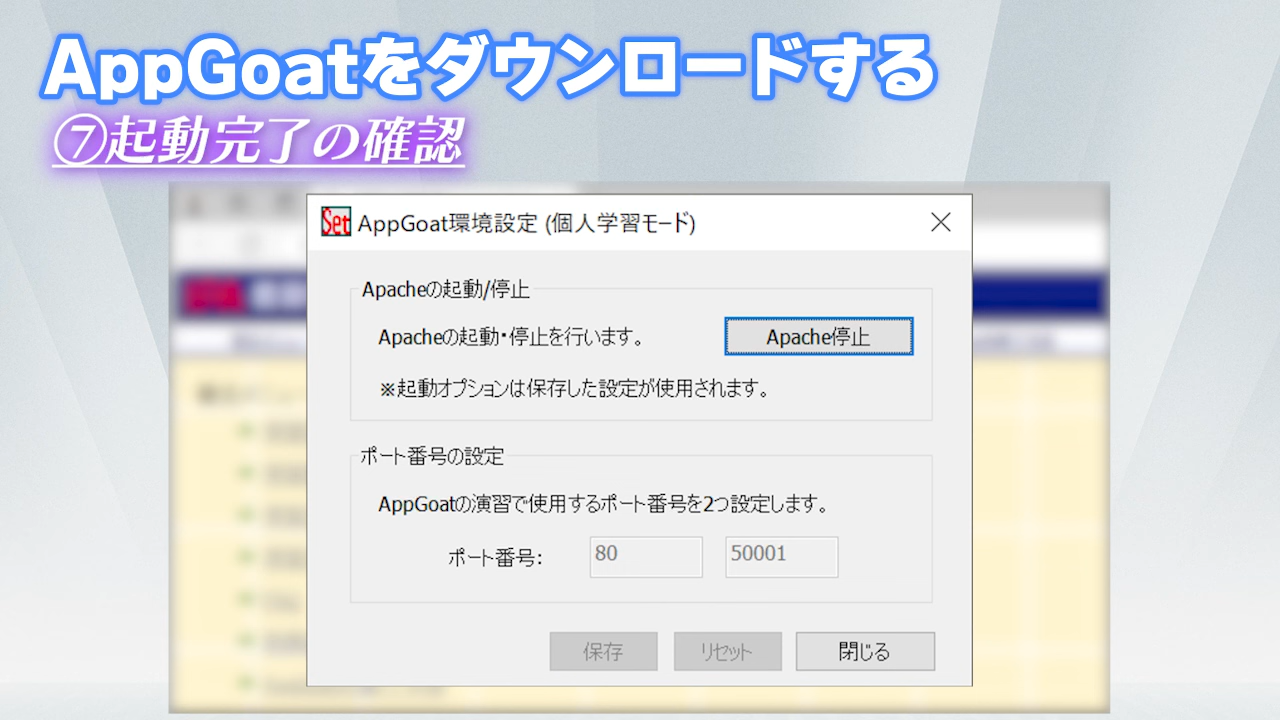 AppGoatをダウンロードする
⑦起動完了の確認
Set AppGoat環境設定 (個人学習モード)
Apacheの起動/停止
Apacheの起動・停止を行います。 Apache停止
※起動オプションは保存した設定が使用されます。
ポート番号の設定
AppGoatの演習で使用するポート番号を2つ設定します。
ポート番号: 80 50001
保存 リセット 閉じる